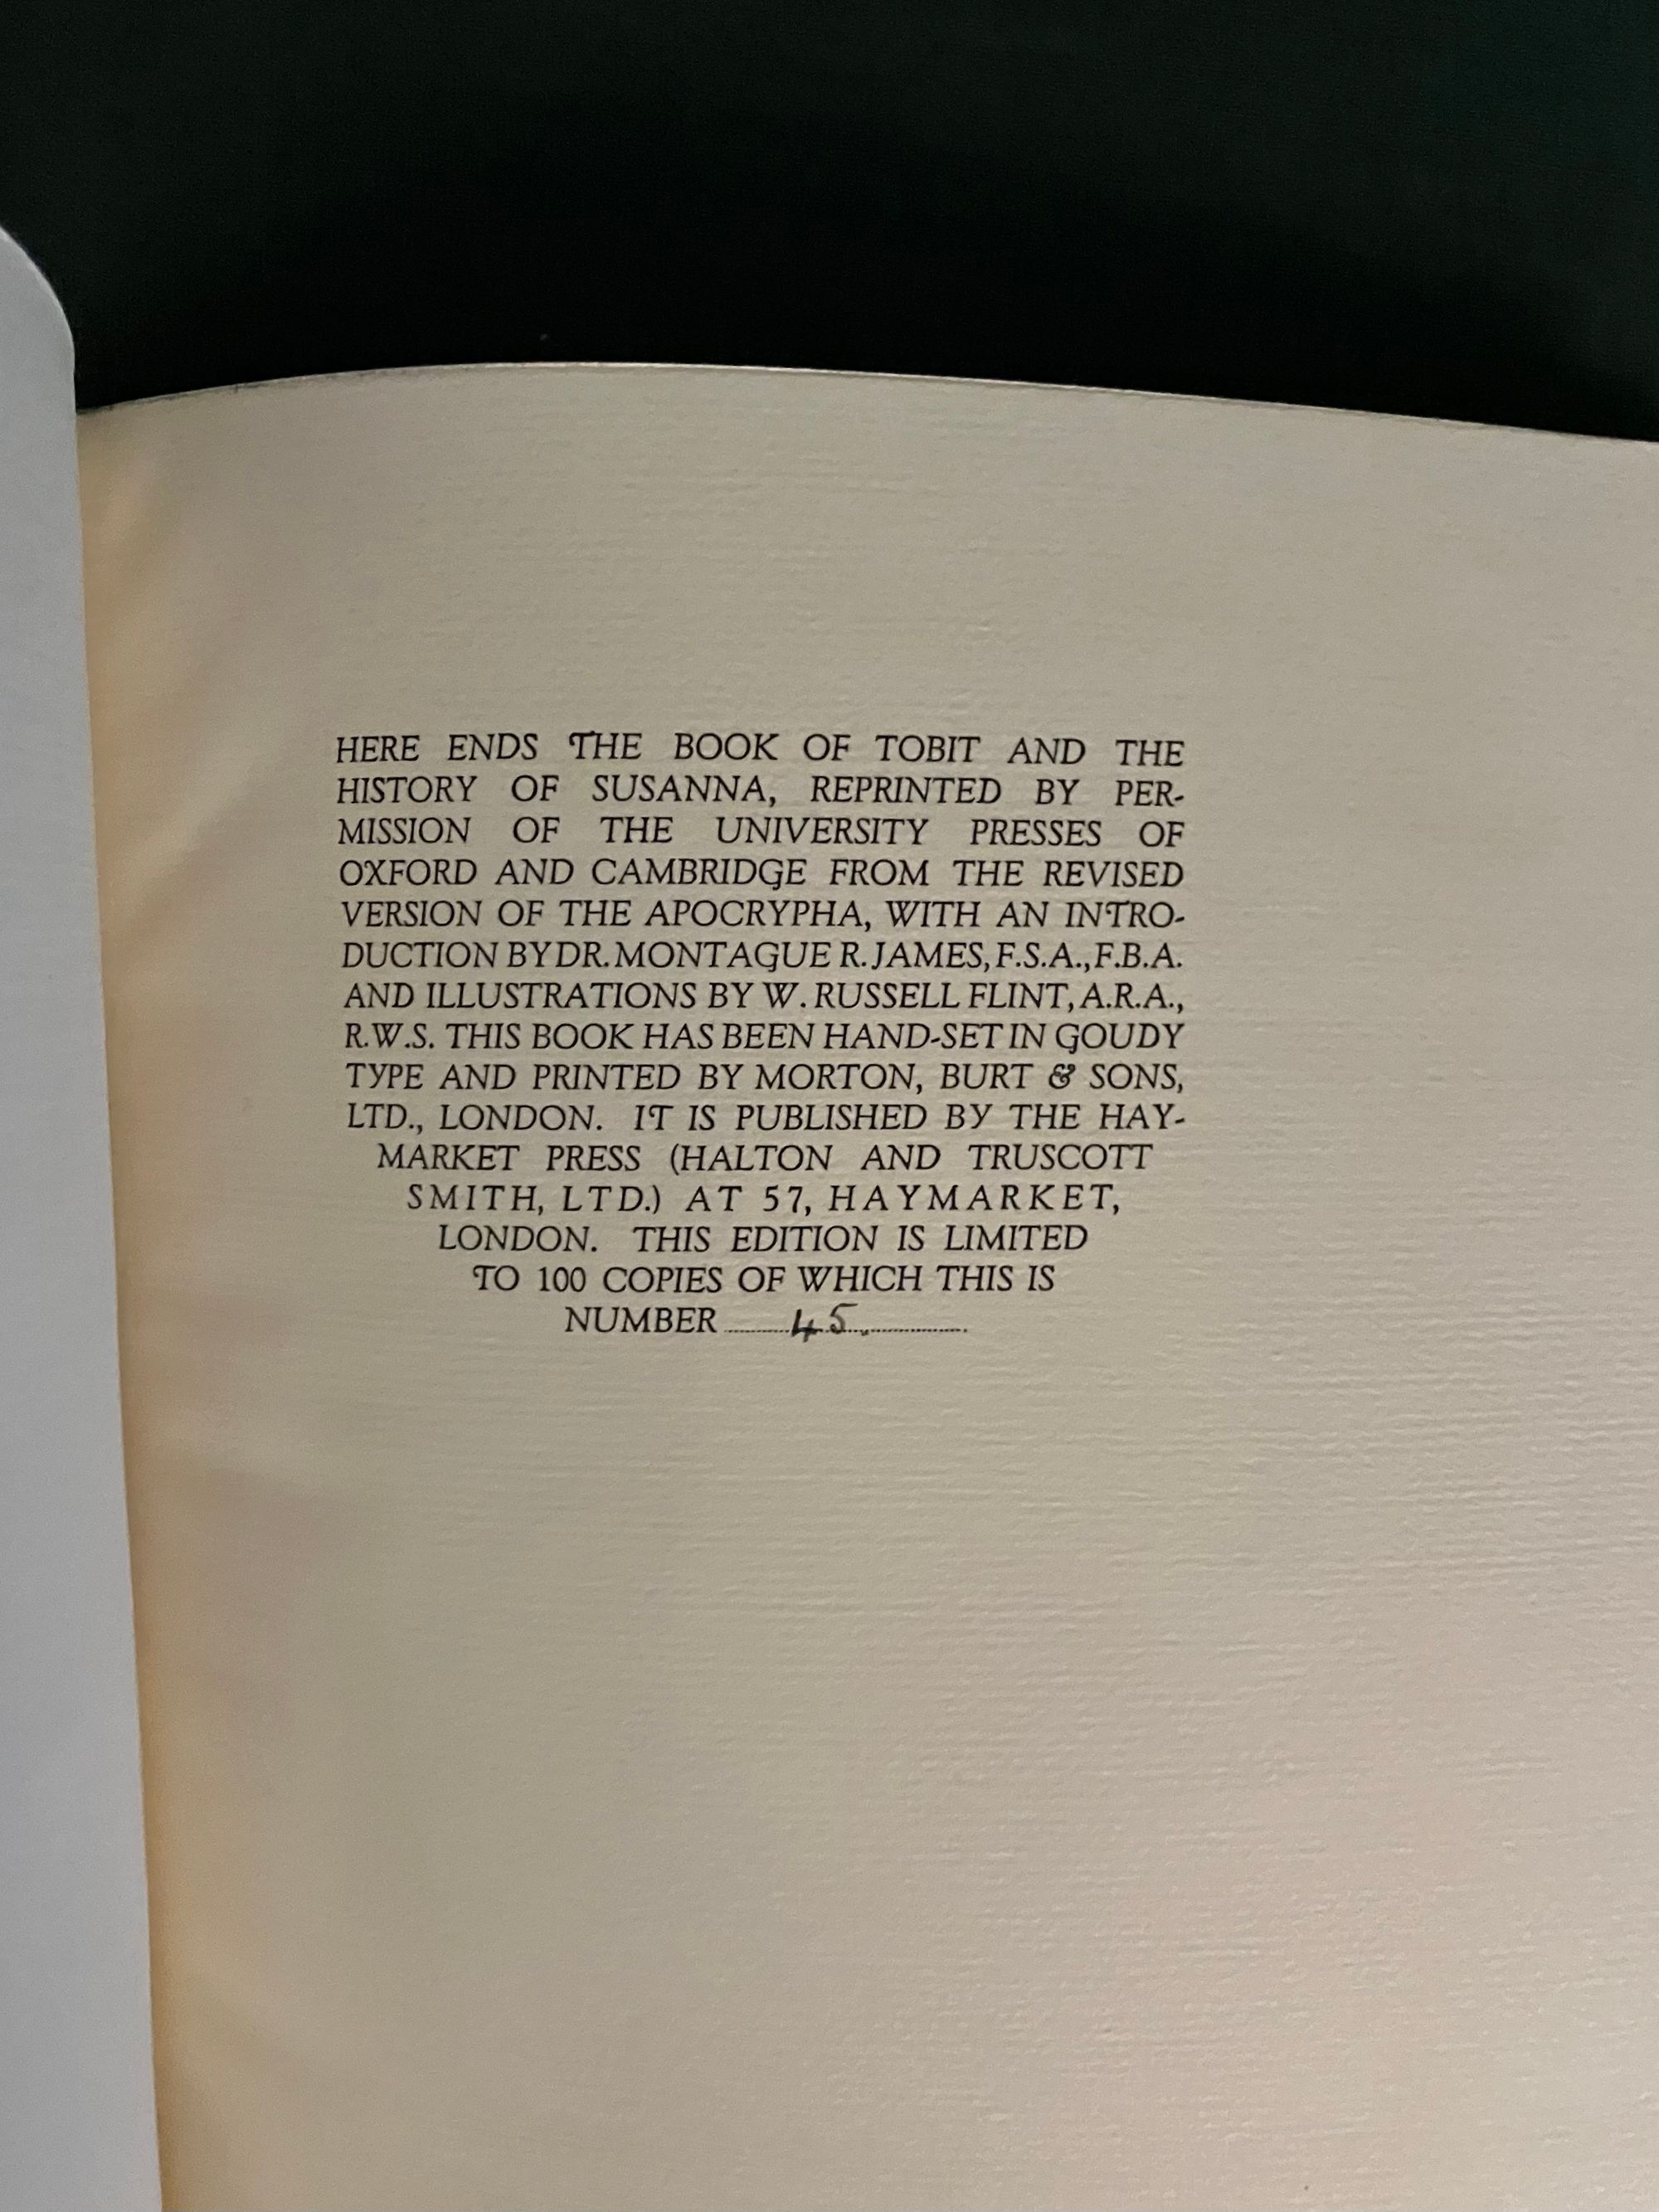 HERE ENDS THE BOOK OF TOBIT AND THE
HISTORY OF SUSANNA, REPRINTED BY PER-
MISSION OF THE UNIVERSITY PRESSES OF
OXFORD AND CAMBRIDGE FROM THE REVISED
VERSION OF THE APOCRYPHA, WITH AN INTRO-
DUCTION BY DR. MONTAGUE R. JAMES, F.S.A., F.B.A.
AND ILLUSTRATIONS BY W. RUSSELL FLINT, A.R.A.,
R.W.S. THIS BOOK HAS BEEN HAND-SET IN GOUDY
TYPE AND PRINTED BY MORTON, BURT & SONS,
LTD., LONDON. IT IS PUBLISHED BY THE HAY-
MARKET PRESS (HALTON AND TRUSCOTT
SMITH, LTD.) AT 57, HAYMARKET,
LONDON. THIS EDITION IS LIMITED
TO 100 COPIES OF WHICH THIS IS
NUMBER 45.